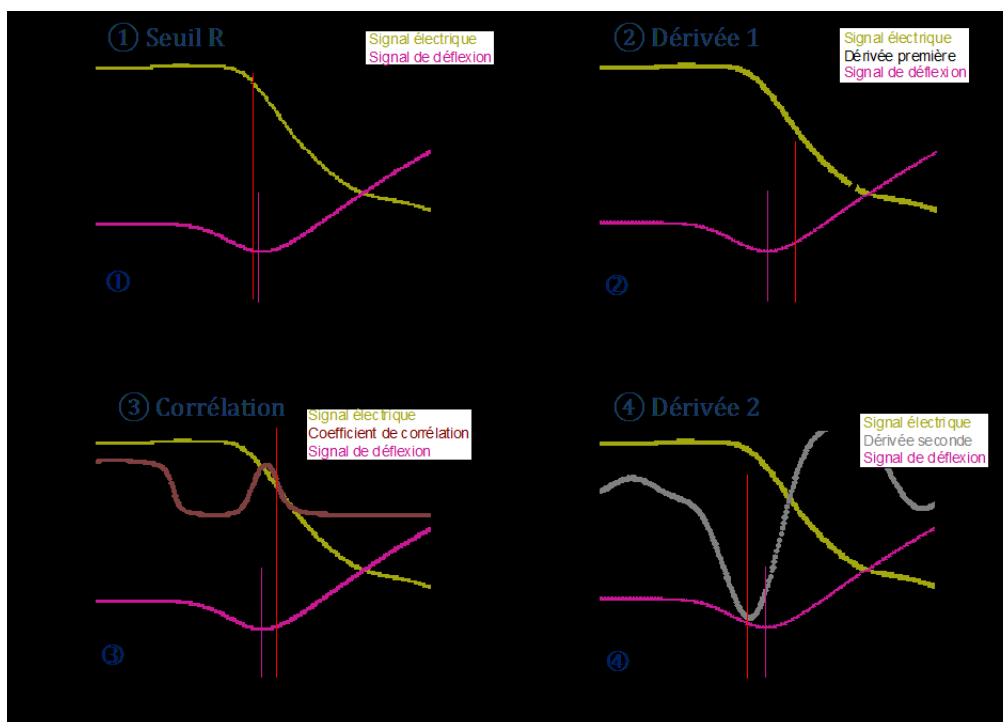 ① Seuil R
Signal électrique
Signal de déflexion
①
② Dérivée 1
Signal électrique
Dérivée première
Signal de déflexion
②
③ Corrélation
Signal électrique
Coefficient de corrélation
Signal de déflexion
③
④ Dérivée 2
Signal électrique
Dérivée seconde
Signal de déflexion
④